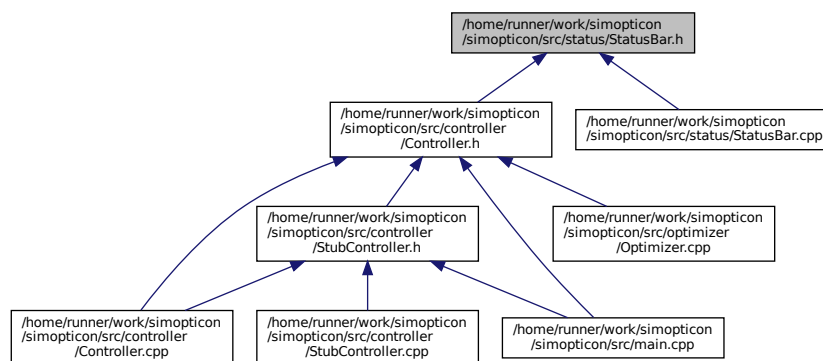 /home/runner/work/simopticon
/simopticon/src/status/StatusBar.h
/home/runner/work/simopticon
/simopticon/src/controller
/Controller.h
/home/runner/work/simopticon
/simopticon/src/status/StatusBar.cpp
/home/runner/work/simopticon
/simopticon/src/controller
/StubController.h
/home/runner/work/simopticon
/simopticon/src/optimizer
/Optimizer.cpp
/home/runner/work/simopticon
/simopticon/src/controller
/Controller.cpp
/home/runner/work/simopticon
/simopticon/src/controller
/StubController.cpp
/home/runner/work/simopticon
/simopticon/src/main.cpp